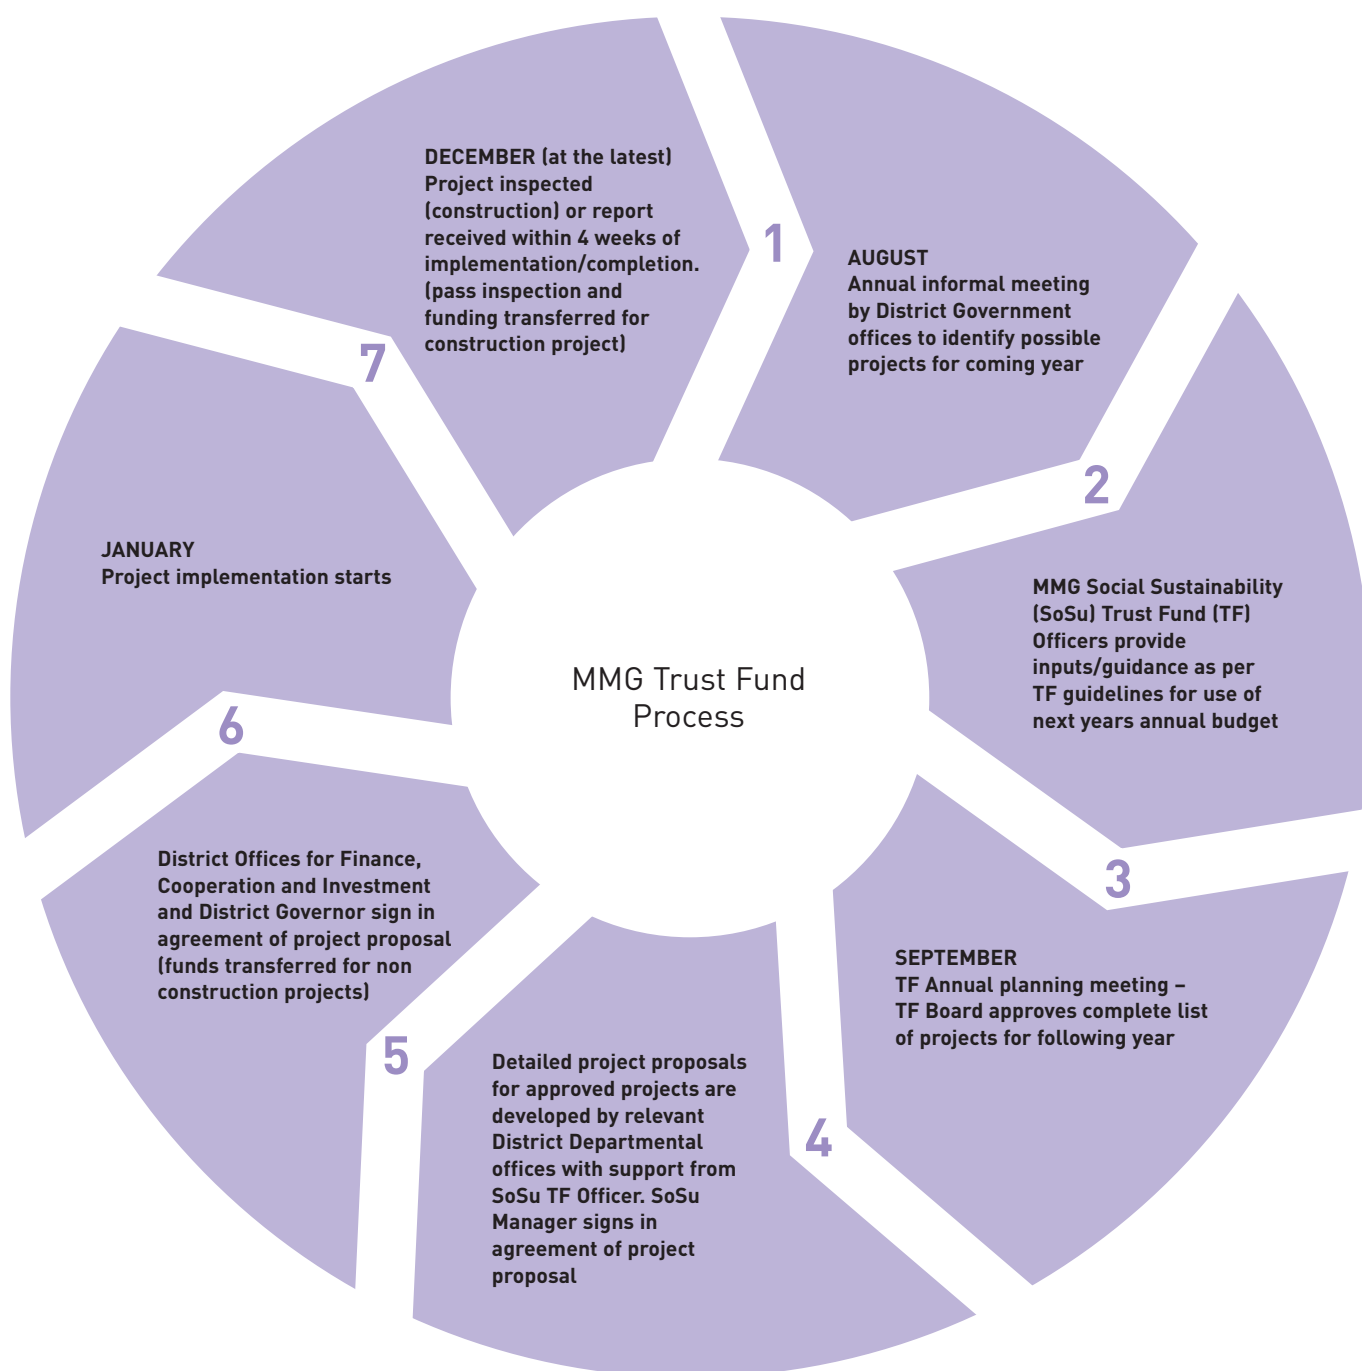 MMG Trust Fund
Process
1
AUGUST
Annual informal meeting
by District Government
offices to identify possible
projects for coming year
2
MMG Social Sustainability
(SoSu) Trust Fund (TF)
Officers provide
inputs/guidance as per
TF guidelines for use of
next years annual budget
3
SEPTEMBER
TF Annual planning meeting –
TF Board approves complete list
of projects for following year
4
Detailed project proposals
for approved projects are
developed by relevant
District Departmental
offices with support from
SoSu TF Officer. SoSu
Manager signs in
agreement of project
proposal
5
District Offices for Finance,
Cooperation and Investment
and District Governor sign in
agreement of project proposal
(funds transferred for non
construction projects)
6
JANUARY
Project implementation starts
7
DECEMBER (at the latest)
Project inspected
(construction) or report
received within 4 weeks of
implementation/completion.
(pass inspection and
funding transferred for
construction project)